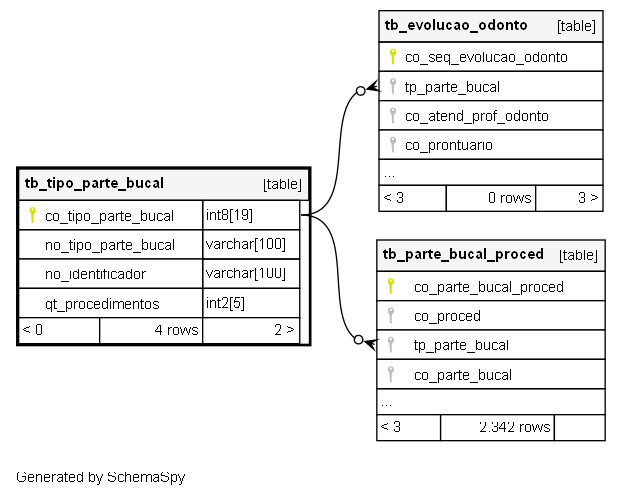 tb_evolucao_odonto [table]
co_seq_evolucao_odonto
tp_parte_bucal
co_atend_prof_odonto
co_prontuario
...
< 3 0 rows 3 >
tb_tipo_parte_bucal [table]
co_tipo_parte_bucal int8[19]
no_tipo_parte_bucal varchar[100]
no_identificador varchar[100]
qt_procedimentos int2[5]
< 0 4 rows 2 >
tb_parte_bucal_proced [table]
co_parte_bucal_proced
co_proced
tp_parte_bucal
co_parte_bucal
...
< 3 2.342 rows
Generated by SchemaSpy